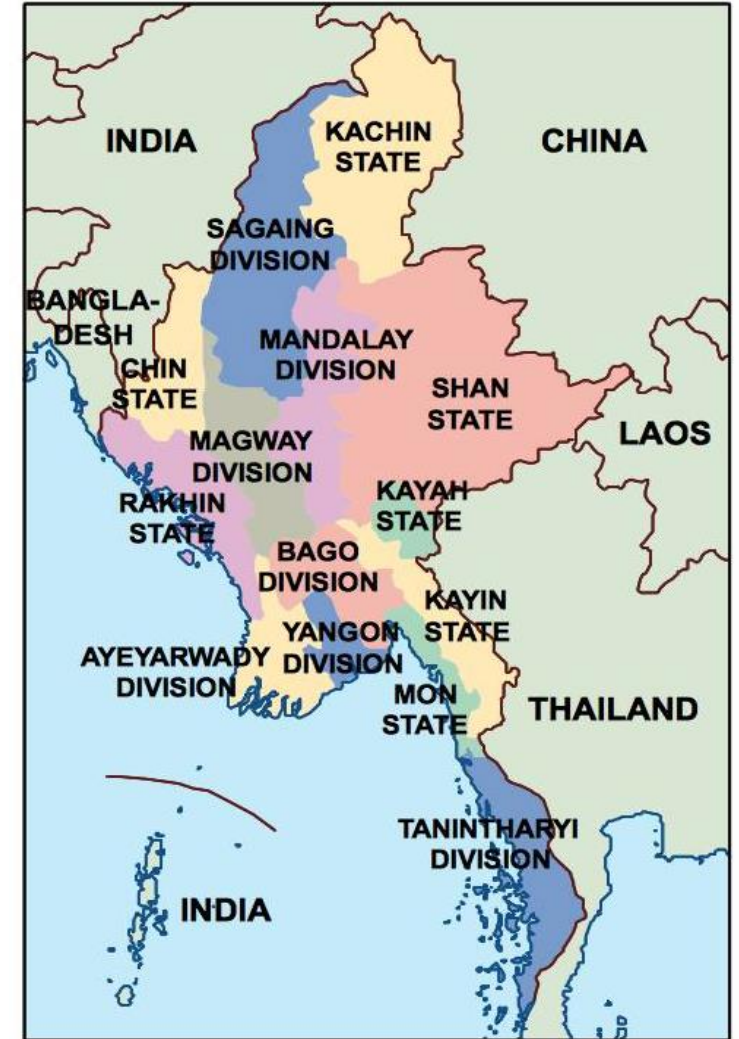 INDIA
KACHIN
STATE
CHINA
SAGAING
DIVISION
BANGLA-
DESH
MANDALAY
DIVISION
CHIN
STATE
SHAN
STATE
LAOS
MAGWAY
DIVISION
RAKHIN
STATE
KAYAH
STATE
BAGO
DIVISION
KAYIN
STATE
YANGON
DIVISION
AYEYARWADY
DIVISION
MON
STATE
THAILAND
TANINTHARYI
DIVISION
INDIA